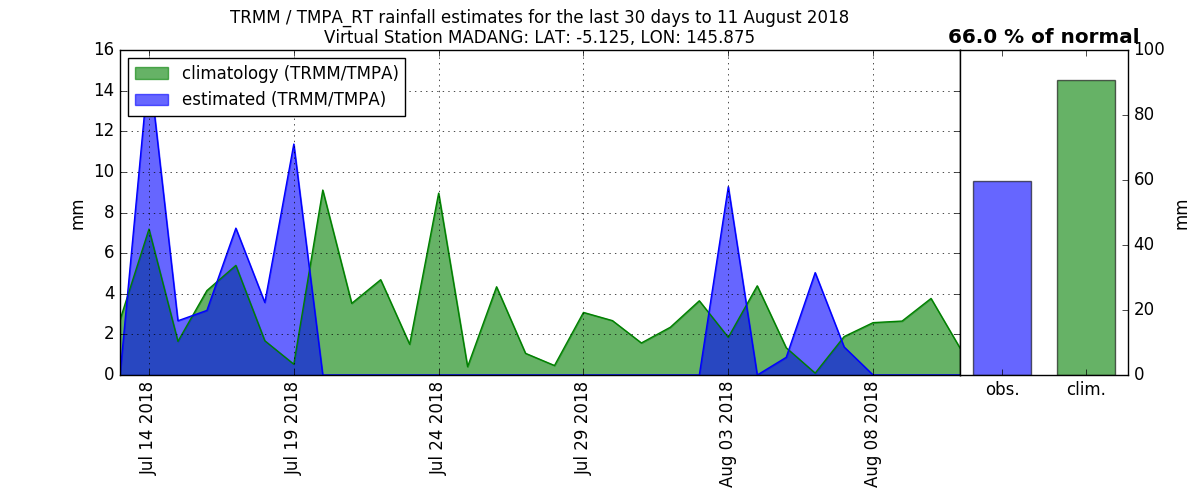 TRMM / TMPA_RT rainfall estimates for the last 30 days to 11 August 2018
Virtual Station MADANG: LAT: -5.125, LON: 145.875
66.0 % of normal
climatology (TRMM/TMPA)
estimated (TRMM/TMPA)
16
14
12
10
8
6
4
2
0
mm
Jul 14 2018
Jul 19 2018
Jul 24 2018
Jul 29 2018
Aug 03 2018
Aug 08 2018
100
80
60
40
20
0
mm
obs.
clim.